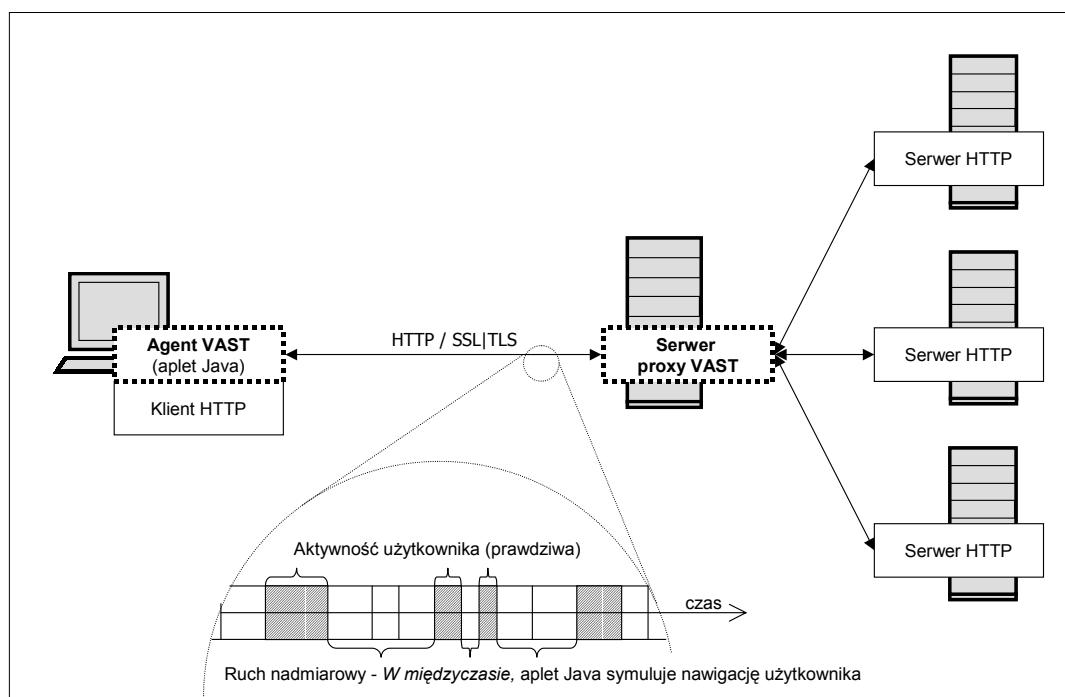 Serwer HTTP
Agent VAST
(aplet Java)
Klient HTTP
HTTP / SSL|TLS
Serwer
proxy VAST
Serwer HTTP
Serwer HTTP
Aktywność użytkownika (prawdziwa)
czas
Ruch nadmiarowy - W międzyczasie, aplet Java symuluje nawigację użytkownika